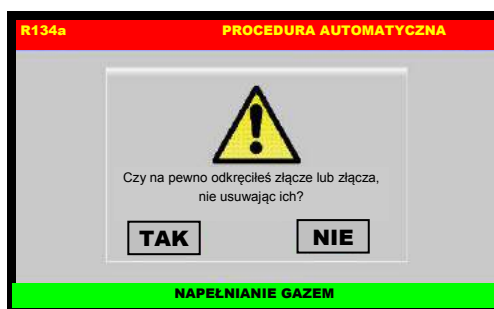 R134a PROCEDURA AUTOMATYCZNA
Czy na pewno odkręciłeś złącze lub złącza,
nie usuwając ich?
TAK NIE
NAPEŁNIANIE GAZEM